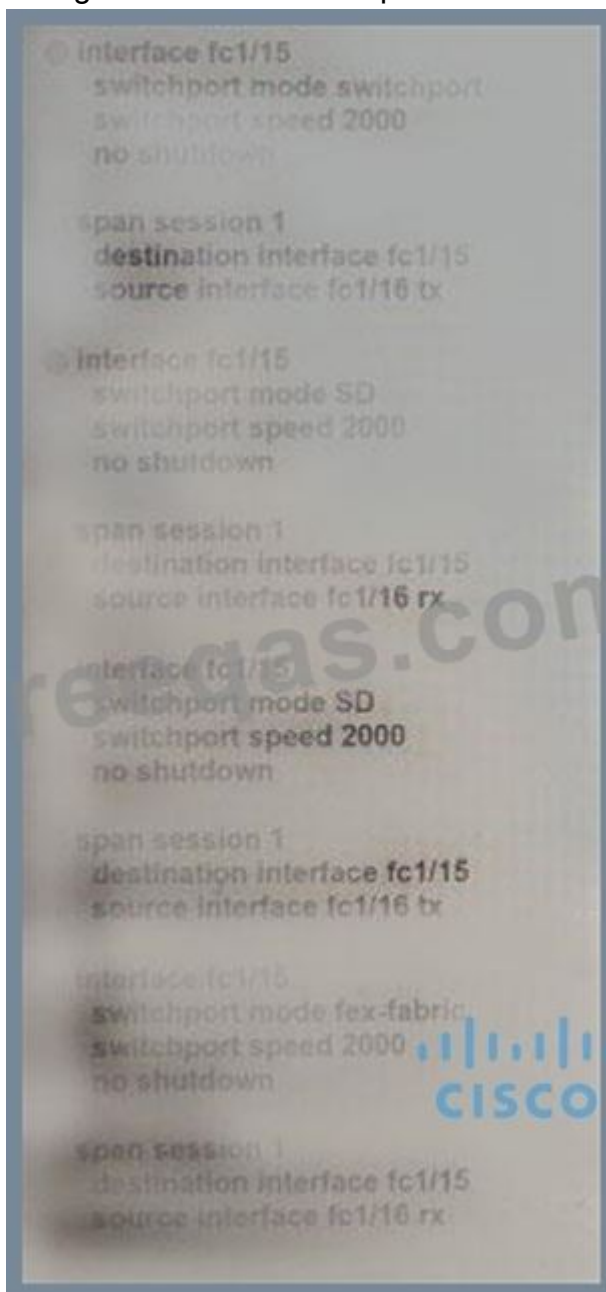 interface fc1/15
switchport mode switchport
switchport speed 2000
no shutdown
span session 1
destination interface fc1/15
source interface fc1/16 tx
interface fc1/15
switchport mode SD
switchport speed 2000
no shutdown
span session 1
destination interface fc1/15
source interface fc1/16 rx
interface fc1/15
switchport mode SD
switchport speed 2000
no shutdown
span session 1
destination interface fc1/15
source interface fc1/16 tx
interface fc1/15
switchport mode fex-fabric
switchport speed 2000
no shutdown
CISCO
span session 1
destination interface fc1/15
source interface fc1/16 rx